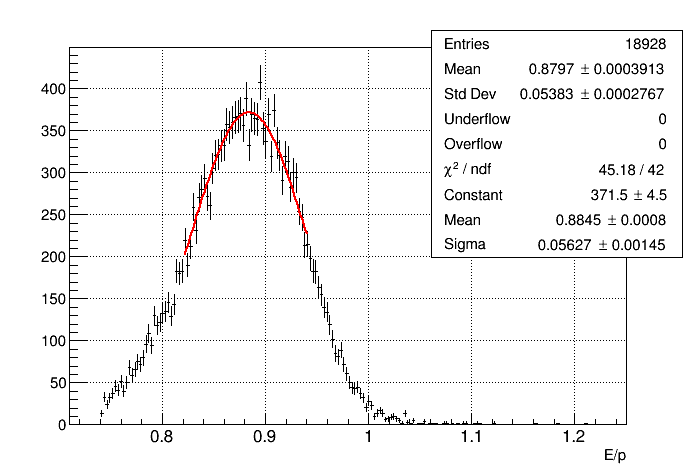 Entries 18928
Mean 0.8797 ± 0.0003913
Std Dev 0.05383 ± 0.0002767
Underflow 0
Overflow 0
χ² / ndf 45.18 / 42
Constant 371.5 ± 4.5
Mean 0.8845 ± 0.0008
Sigma 0.05627 ± 0.00145
400
350
300
250
200
150
100
50
0
0.8 0.9 1 1.1 1.2
E/p